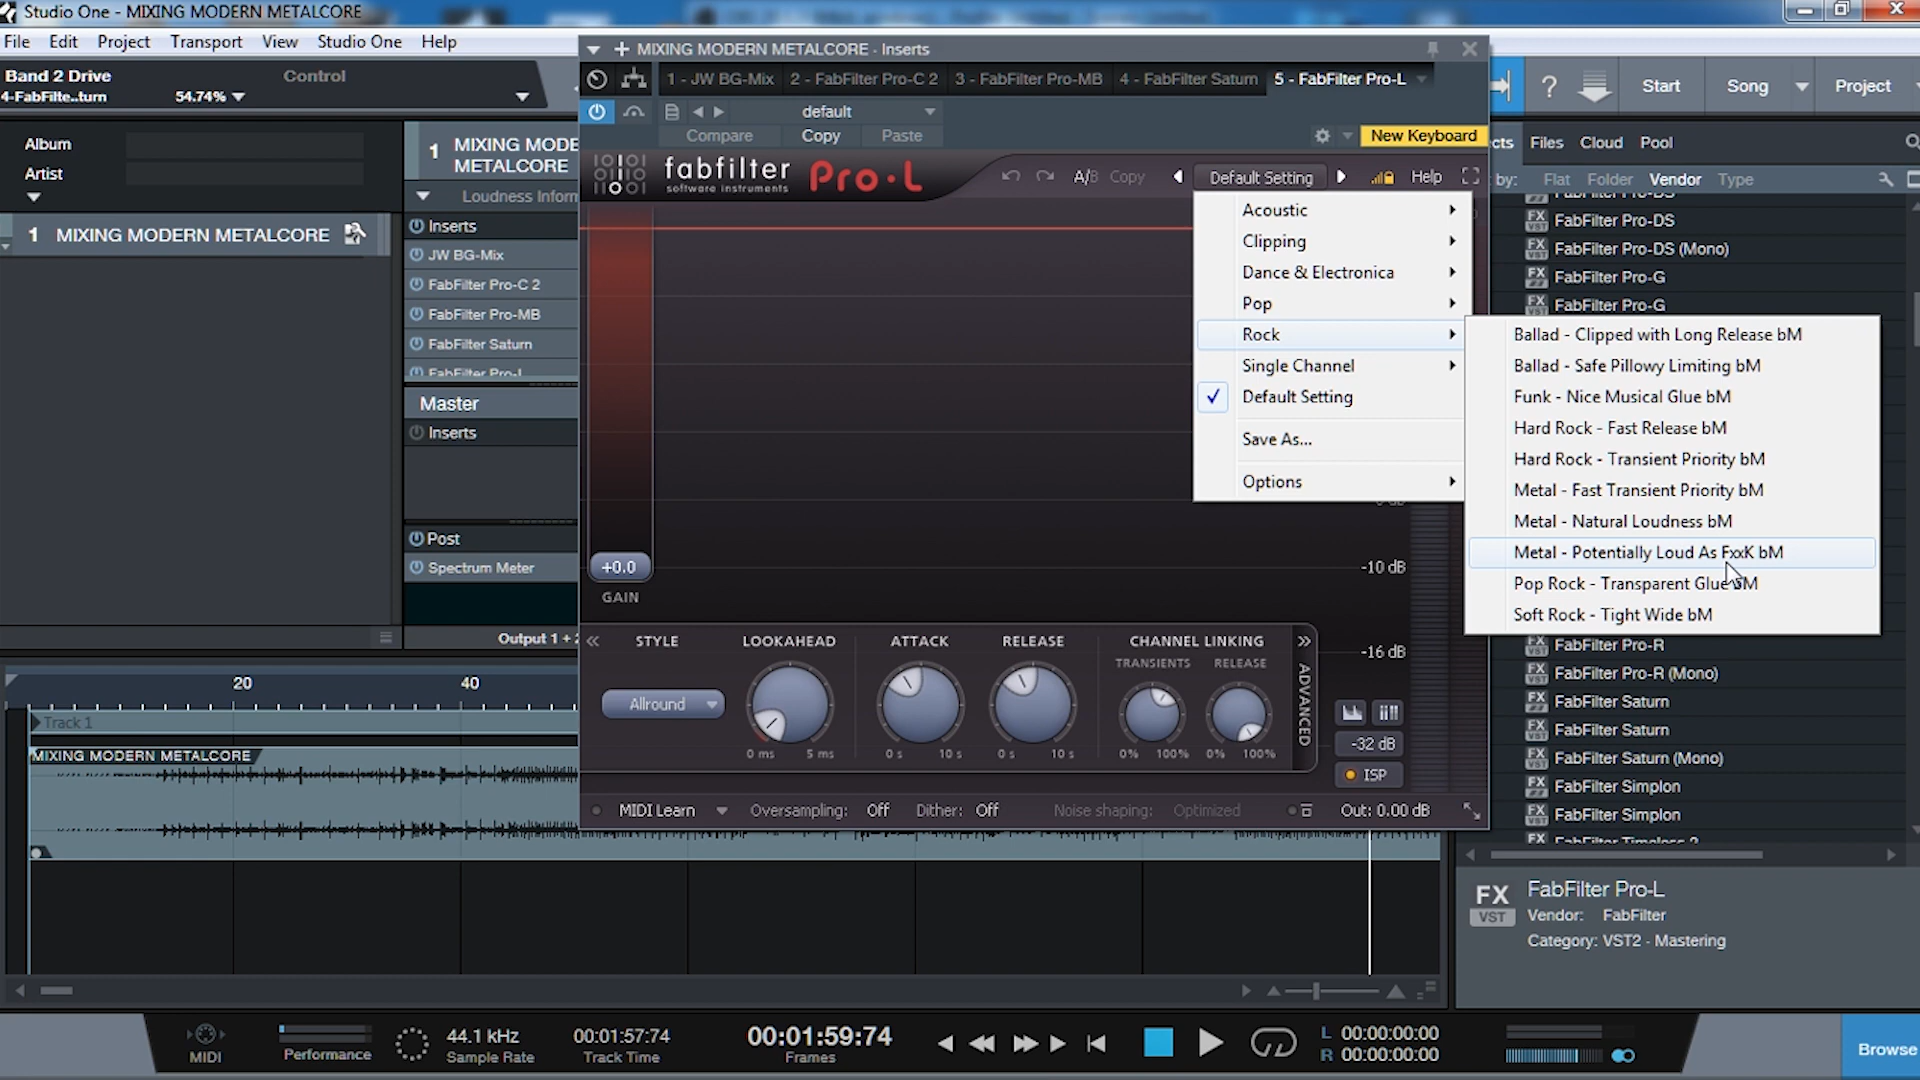 Studio One - MIXING MODERN METALCORE
File Edit Project Transport View Studio One Help
Band 2 Drive
4-FabFilte..turn 54.74%
Control
Album
Artist
1 MIXING MODERN METALCORE
1 MIXING MODE
METALCORE
Loudness Inform
Inserts
JW BG-Mix
FabFilter Pro-C 2
FabFilter Pro-MB
FabFilter Saturn
FabFilter Pro-L
Master
Inserts
Post
Spectrum Meter
Output 1 + 2
MIXING MODERN METALCORE - Inserts
1 - JW BG-Mix 2 - FabFilter Pro-C 2 3 - FabFilter Pro-MB 4 - FabFilter Saturn 5 - FabFilter Pro-L
default
Compare Copy Paste
New Keyboard
fabfilter
software instruments
Pro·L
A/B Copy Default Setting Help
Acoustic
Clipping
Dance & Electronica
Pop
Rock
Single Channel
Default Setting
Save As...
Options
Ballad - Clipped with Long Release bM
Ballad - Safe Pillowy Limiting bM
Funk - Nice Musical Glue bM
Hard Rock - Fast Release bM
Hard Rock - Transient Priority bM
Metal - Fast Transient Priority bM
Metal - Natural Loudness bM
Metal - Potentially Loud As FxxK bM
Pop Rock - Transparent Glue bM
Soft Rock - Tight Wide bM
+0.0
GAIN
-10 dB
-16 dB
-32 dB
ISP
STYLE LOOKAHEAD ATTACK RELEASE CHANNEL LINKING
TRANSIENTS RELEASE
Allround
0 ms 5 ms 0 s 10 s 0 s 10 s 0% 100% 0% 100%
ADVANCED
MIDI Learn Oversampling: Off Dither: Off Noise shaping: Optimized Out: 0.00 dB
? Start Song Project
cts Files Cloud Pool
by: Flat Folder Vendor Type
FabFilter Pro-DS
FabFilter Pro-DS
FabFilter Pro-DS (Mono)
FabFilter Pro-G
FabFilter Pro-G
FabFilter Pro-R
FabFilter Pro-R (Mono)
FabFilter Saturn
FabFilter Saturn
FabFilter Saturn (Mono)
FabFilter Simplon
FabFilter Simplon
FabFilter Timeless 2
FX
VST
FabFilter Pro-L
Vendor: FabFilter
Category: VST2 - Mastering
20 40
Track 1
MIXING MODERN METALCORE
MIDI
Performance
44.1 kHz
Sample Rate
00:01:57:74
Track Time
00:01:59:74
Frames
L 00:00:00:00
R 00:00:00:00
Browse